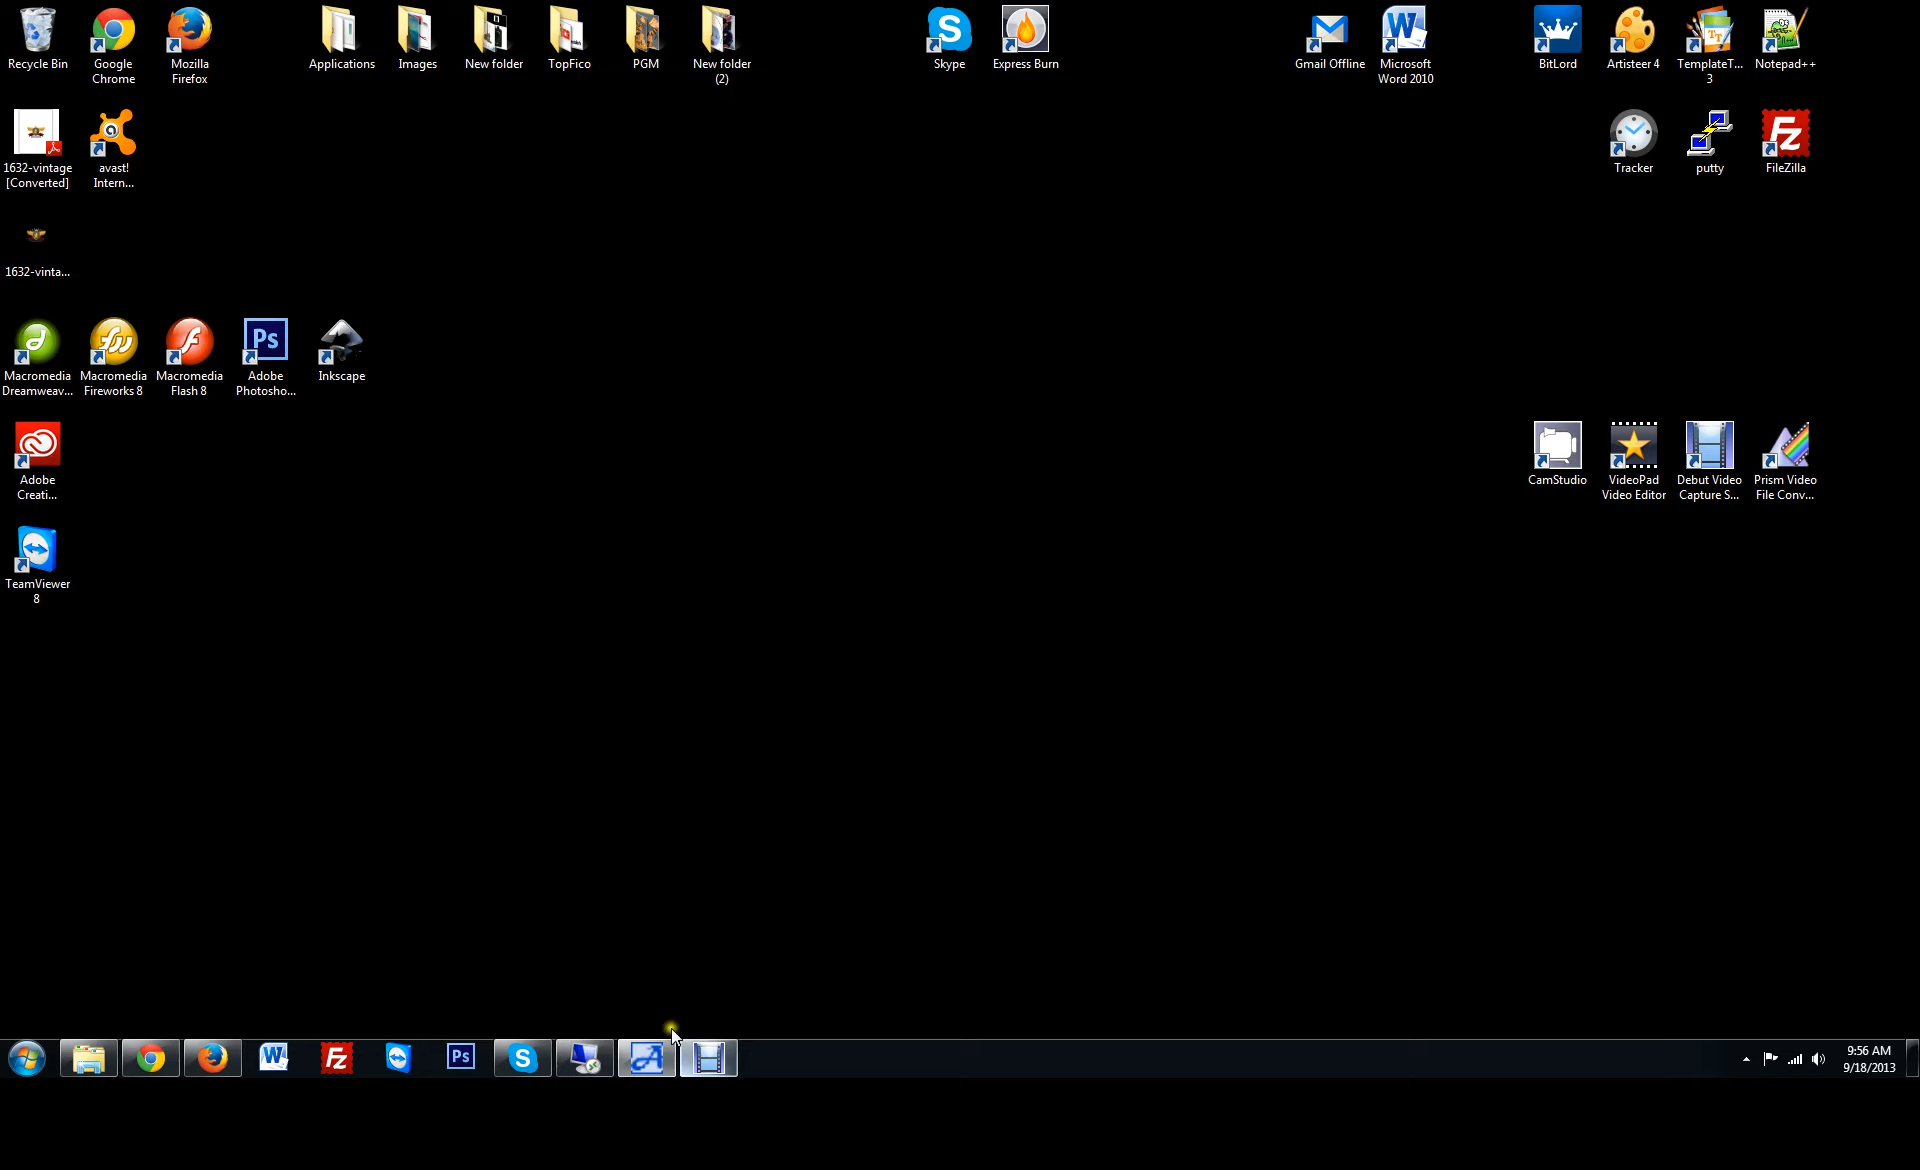 Recycle Bin
Google
Chrome
Mozilla
Firefox
Applications
Images
New folder
TopFico
PGM
New folder
(2)
Skype
Express Burn
Gmail Offline
Microsoft
Word 2010
BitLord
Artisteer 4
TemplateT...
3
Notepad++
1632-vintage
[Converted]
avast!
Intern...
Tracker
putty
FileZilla
1632-vinta...
Macromedia
Dreamweav...
Macromedia
Fireworks 8
Macromedia
Flash 8
Adobe
Photosho...
Inkscape
Adobe
Creati...
CamStudio
VideoPad
Video Editor
Debut Video
Capture S...
Prism Video
File Conv...
TeamViewer
8
9:56 AM
9/18/2013